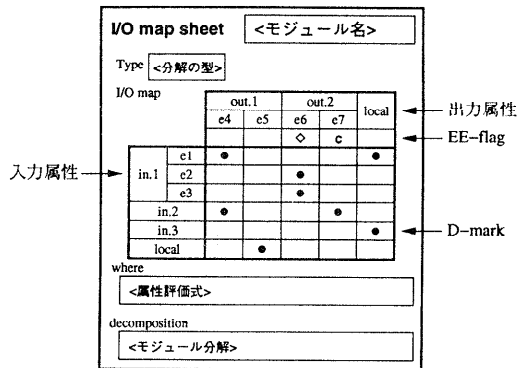 I/O map sheet <モジュール名>
Type <分解の型>
I/O map
out.1 out.2 local 出力属性
e4 e5 e6 e7
◇ c EE-flag
入力属性 in.1 e1
e2
e3
in.2
in.3 D-mark
local
where
<属性評価式>
decomposition
<モジュール分解>